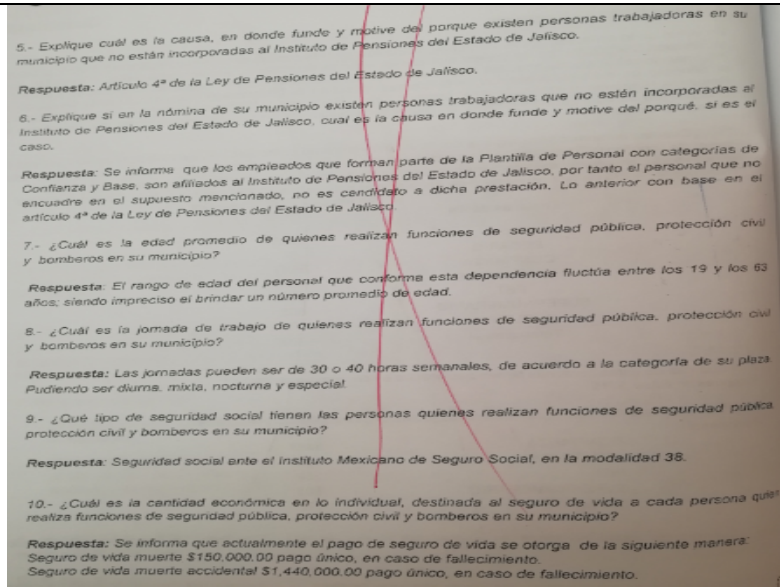 5.- Explique cuál es la causa, en donde funde y motive del porque existen personas trabajadoras en su
municipio que no están incorporadas al Instituto de Pensiones del Estado de Jalisco.
Respuesta: Artículo 4ª de la Ley de Pensiones del Estado de Jalisco.
6.- Explique si en la nómina de su municipio existen personas trabajadoras que no estén incorporadas al
Instituto de Pensiones del Estado de Jalisco, cual es la causa en donde funde y motive del porqué, si es el
caso.
Respuesta: Se informa que los empleados que forman parte de la Plantilla de Personal con categorías de
Confianza y Base, son afiliados al Instituto de Pensiones del Estado de Jalisco, por tanto el personal que no
encuadre en el supuesto mencionado, no es candidato a dicha prestación. Lo anterior con base en el
artículo 4ª de la Ley de Pensiones del Estado de Jalisco.
7.- ¿Cuál es la edad promedio de quienes realizan funciones de seguridad pública, protección civil
y bomberos en su municipio?
Respuesta: El rango de edad del personal que conforma esta dependencia fluctúa entre los 19 y los 63
años; siendo impreciso el brindar un número promedio de edad.
8.- ¿Cuál es la jornada de trabajo de quienes realizan funciones de seguridad pública, protección civil
y bomberos en su municipio?
Respuesta: Las jornadas pueden ser de 30 o 40 horas semanales, de acuerdo a la categoría de su plaza.
Pudiendo ser diurna, mixta, nocturna y especial.
9.- ¿Qué tipo de seguridad social tienen las personas quienes realizan funciones de seguridad pública
protección civil y bomberos en su municipio?
Respuesta: Seguridad social ante el Instituto Mexicano de Seguro Social, en la modalidad 38.
10.- ¿Cuál es la cantidad económica en lo individual, destinada al seguro de vida a cada persona quien
realiza funciones de seguridad pública, protección civil y bomberos en su municipio?
Respuesta: Se informa que actualmente el pago de seguro de vida se otorga de la siguiente manera:
Seguro de vida muerte $150,000.00 pago único, en caso de fallecimiento.
Seguro de vida muerte accidental $1,440,000.00 pago único, en caso de fallecimiento.